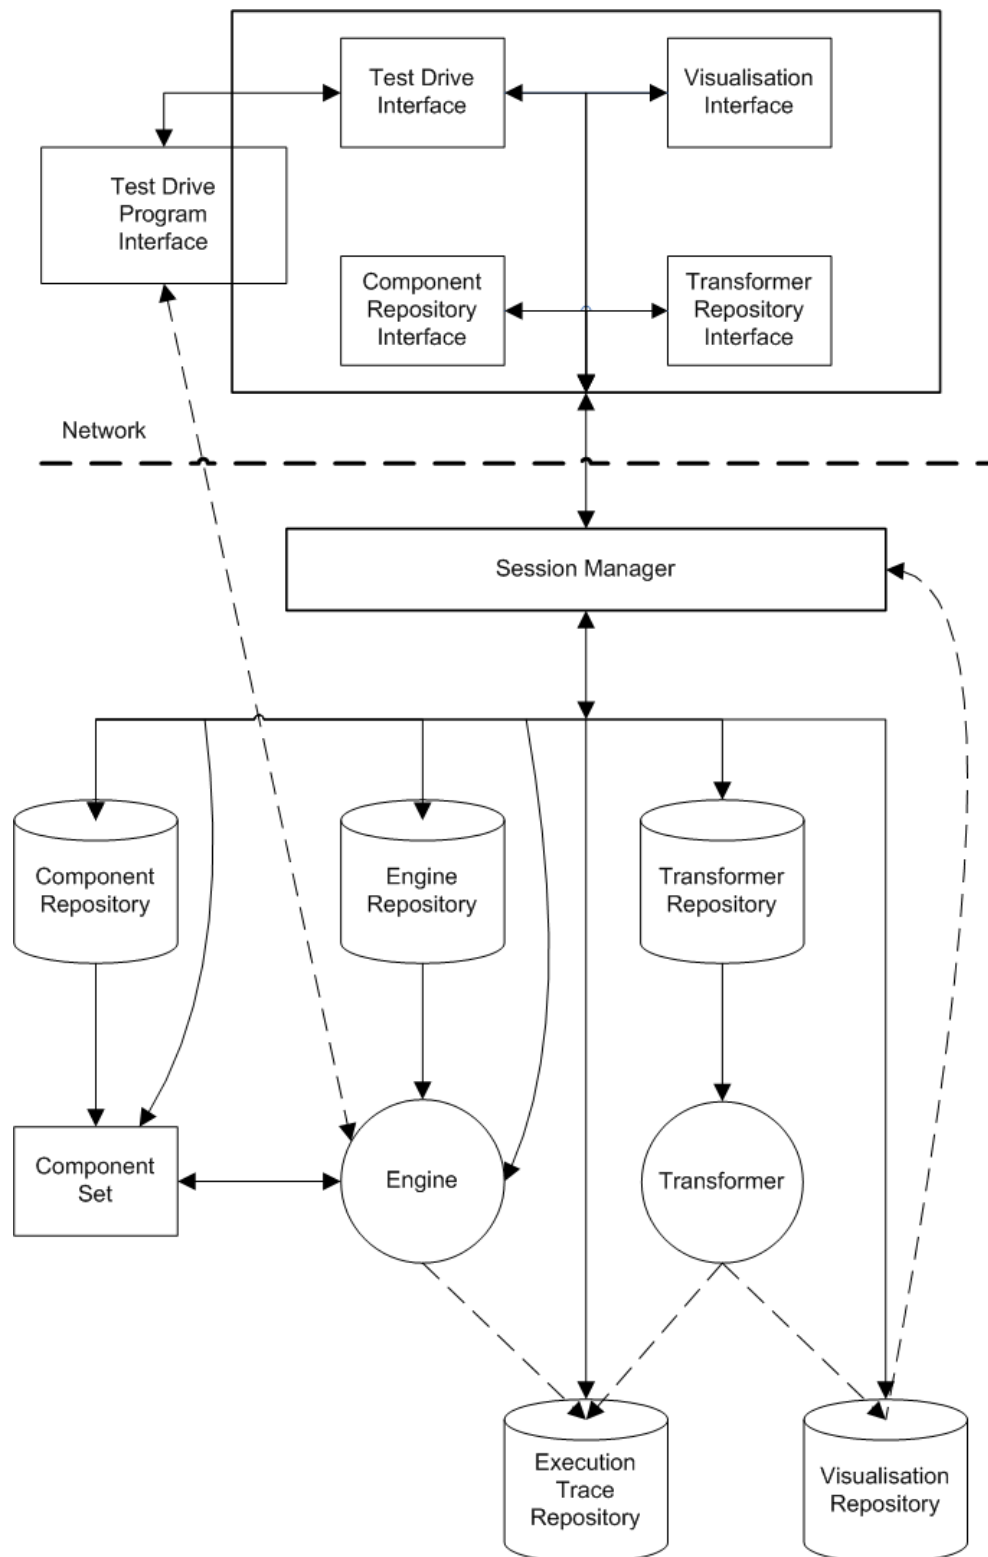 Test Drive
Interface
Visualisation
Interface
Test Drive
Program
Interface
Component
Repository
Interface
Transformer
Repository
Interface
Network
Session Manager
Component
Repository
Engine
Repository
Transformer
Repository
Component
Set
Engine
Transformer
Execution
Trace
Repository
Visualisation
Repository